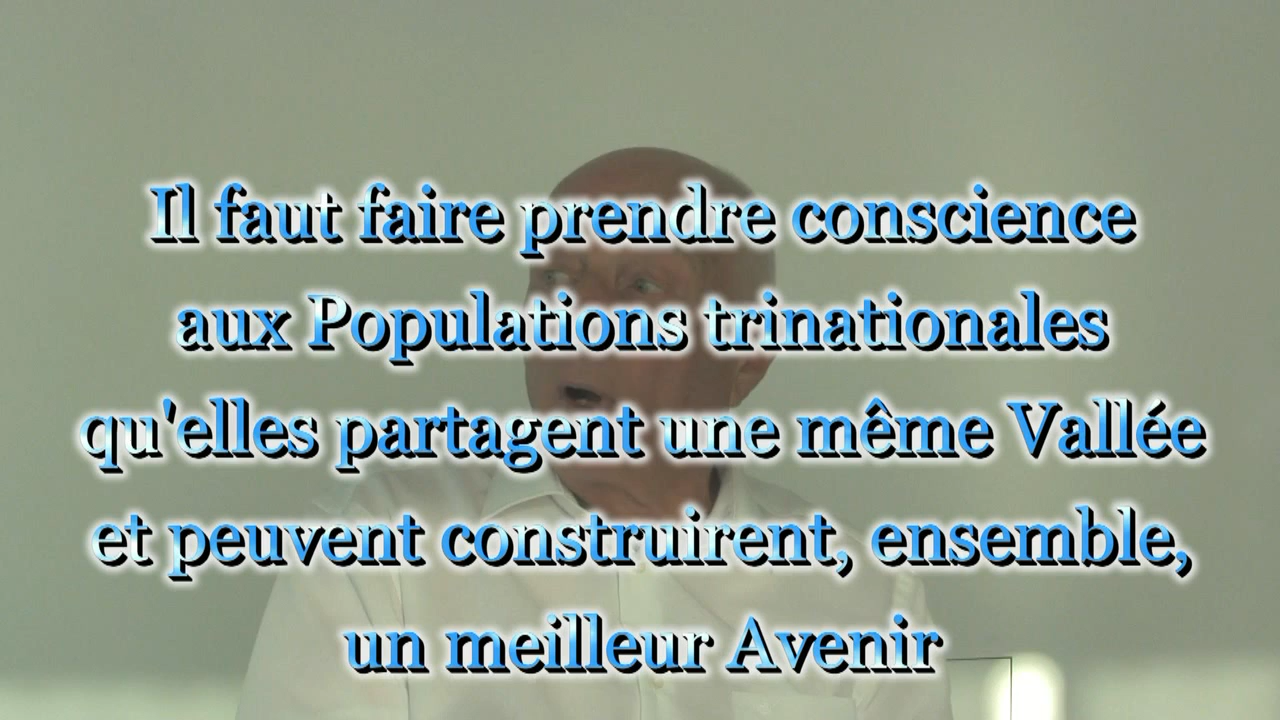 Il faut faire prendre conscience
aux Populations trinationales
qu'elles partagent une même Vallée
et peuvent construirent, ensemble,
un meilleur Avenir